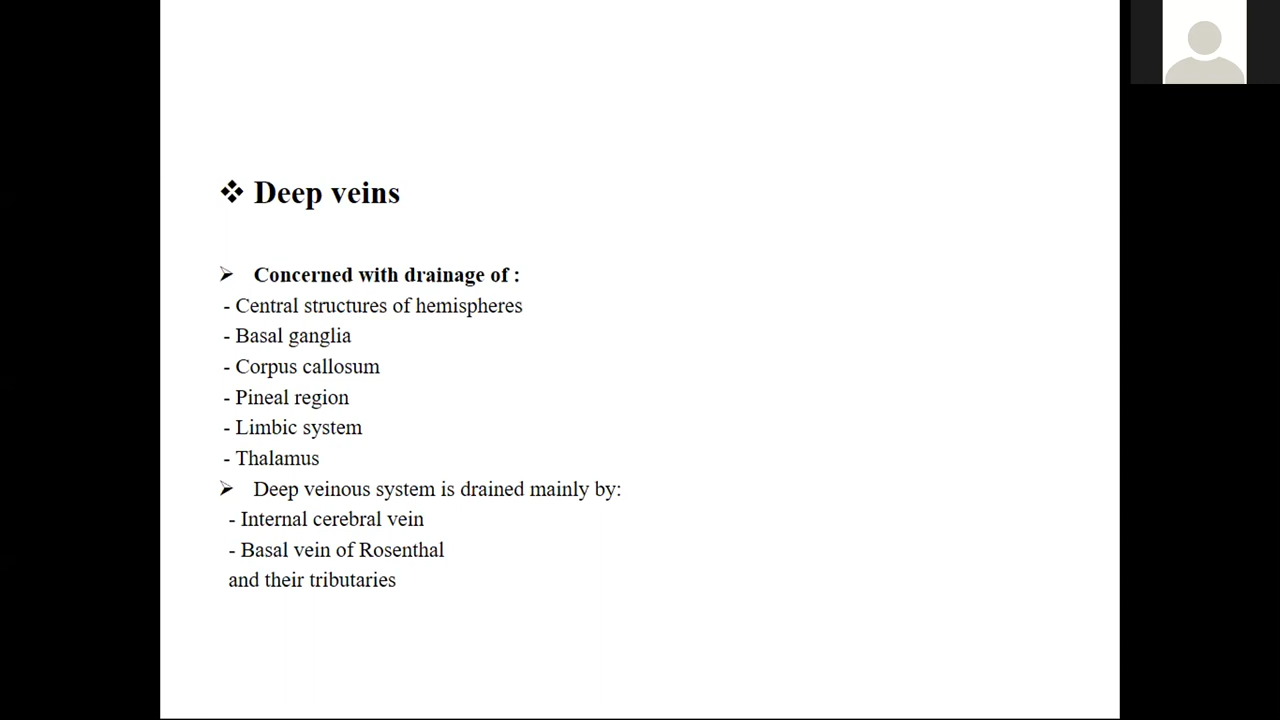 ❖ Deep veins
➢ Concerned with drainage of :
- Central structures of hemispheres
- Basal ganglia
- Corpus callosum
- Pineal region
- Limbic system
- Thalamus
➢ Deep veinous system is drained mainly by:
- Internal cerebral vein
- Basal vein of Rosenthal
and their tributaries